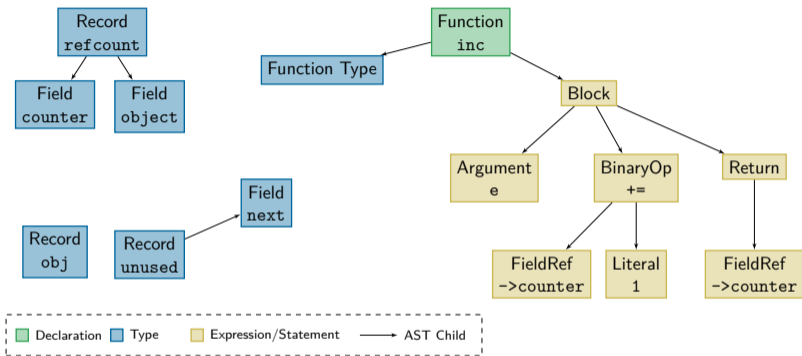 Record
refcount
Field
counter
Field
object
Function
inc
Function Type
Block
Argument
e
BinaryOp
+=
Return
FieldRef
->counter
Literal
1
FieldRef
->counter
Field
next
Record
obj
Record
unused
Declaration
Type
Expression/Statement
AST Child